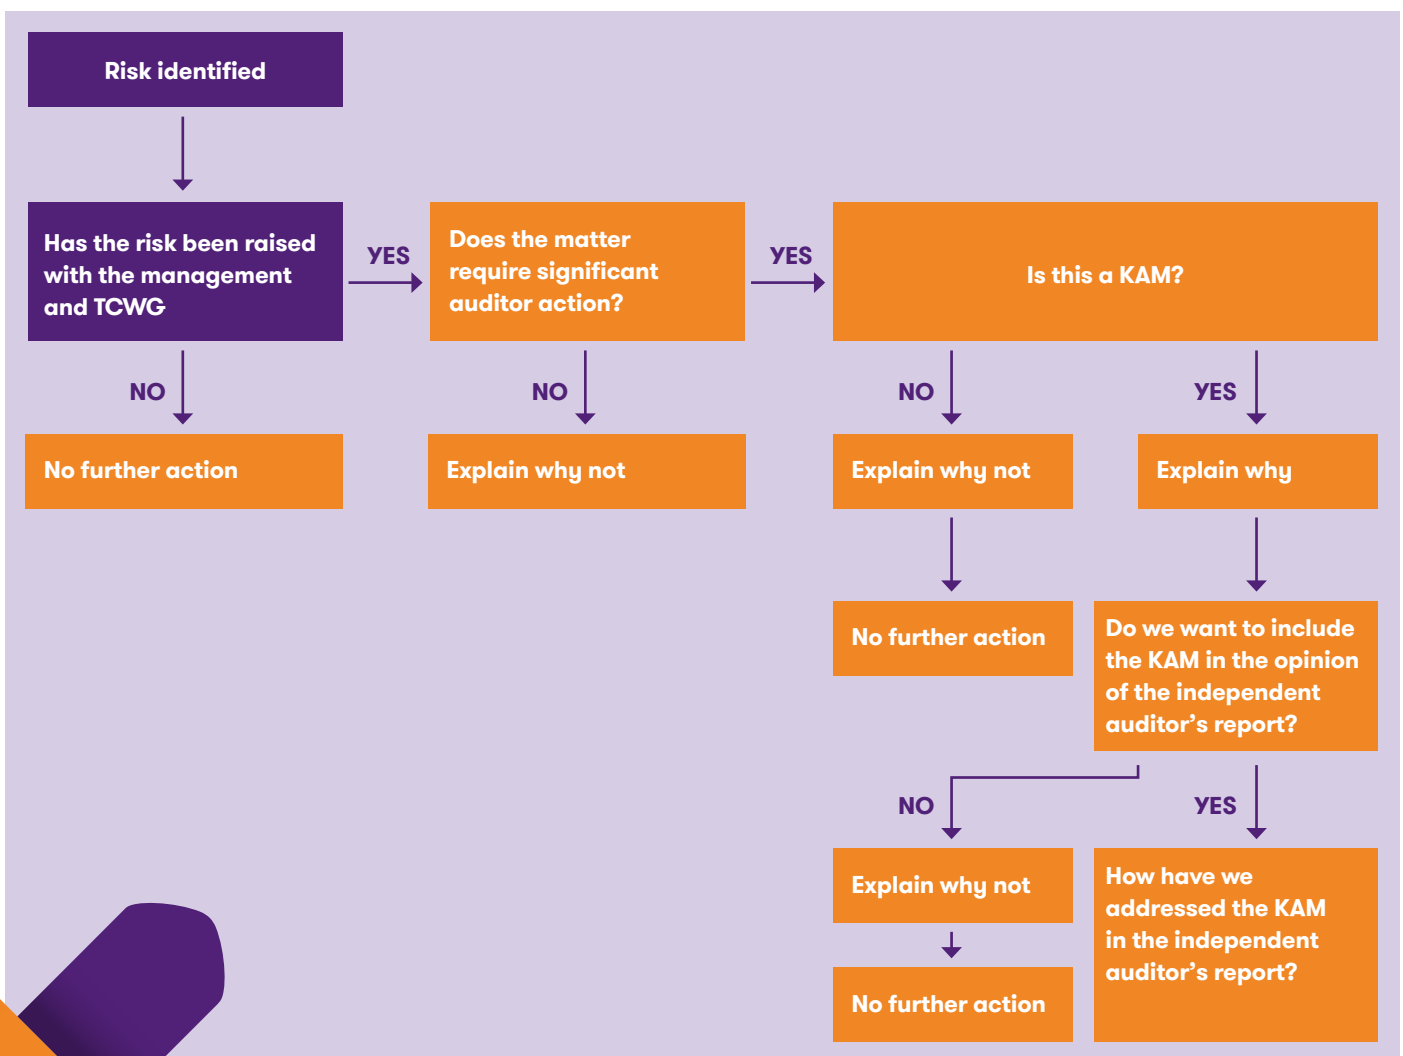 Risk identified
Has the risk been raised
with the management
and TCWG
YES
Does the matter
require significant
auditor action?
YES
Is this a KAM?
NO
NO
NO
YES
No further action
Explain why not
Explain why not
Explain why
No further action
Do we want to include
the KAM in the opinion
of the independent
auditor's report?
NO
YES
Explain why not
How have we
addressed the KAM
in the independent
auditor's report?
No further action